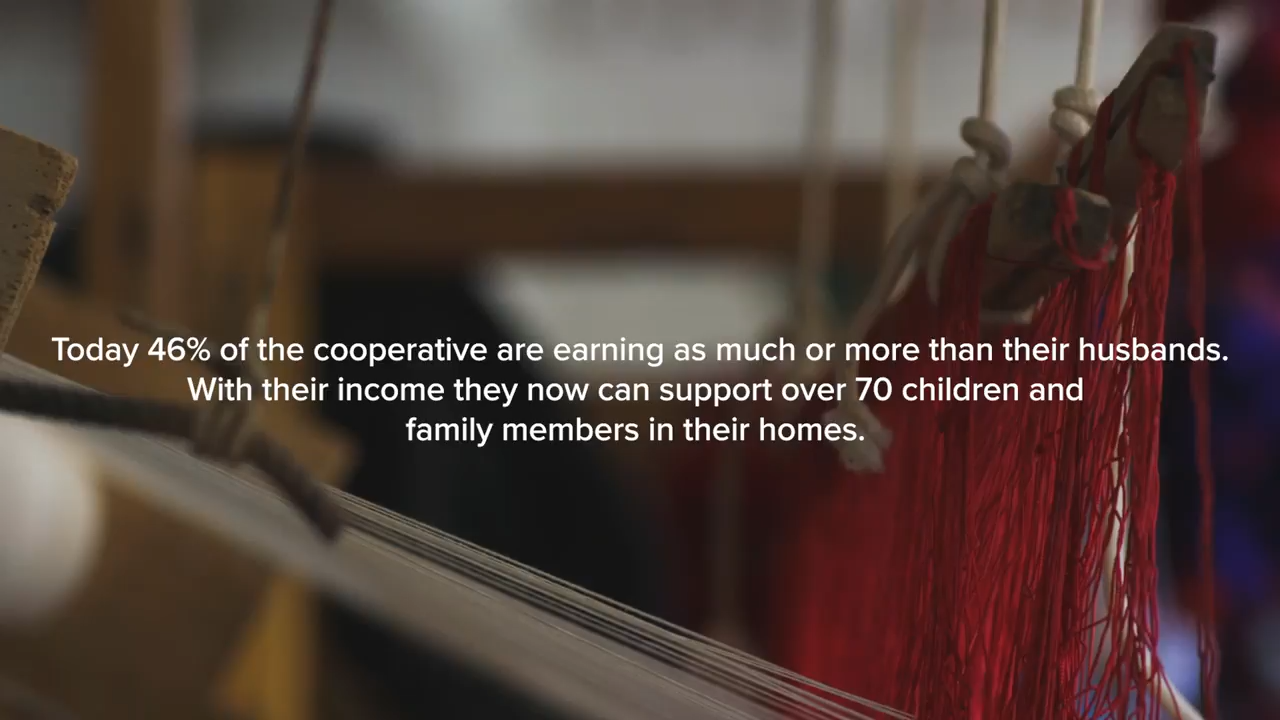 Today 46% of the cooperative are earning as much or more than their husbands.
With their income they now can support over 70 children and
family members in their homes.